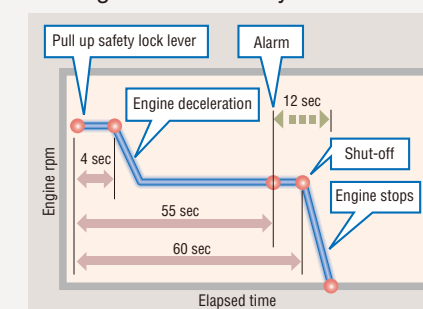 Pull up safety lock lever
Alarm
12 sec
Engine deceleration
Shut-off
4 sec
Engine rpm
Engine stops
55 sec
60 sec
Elapsed time